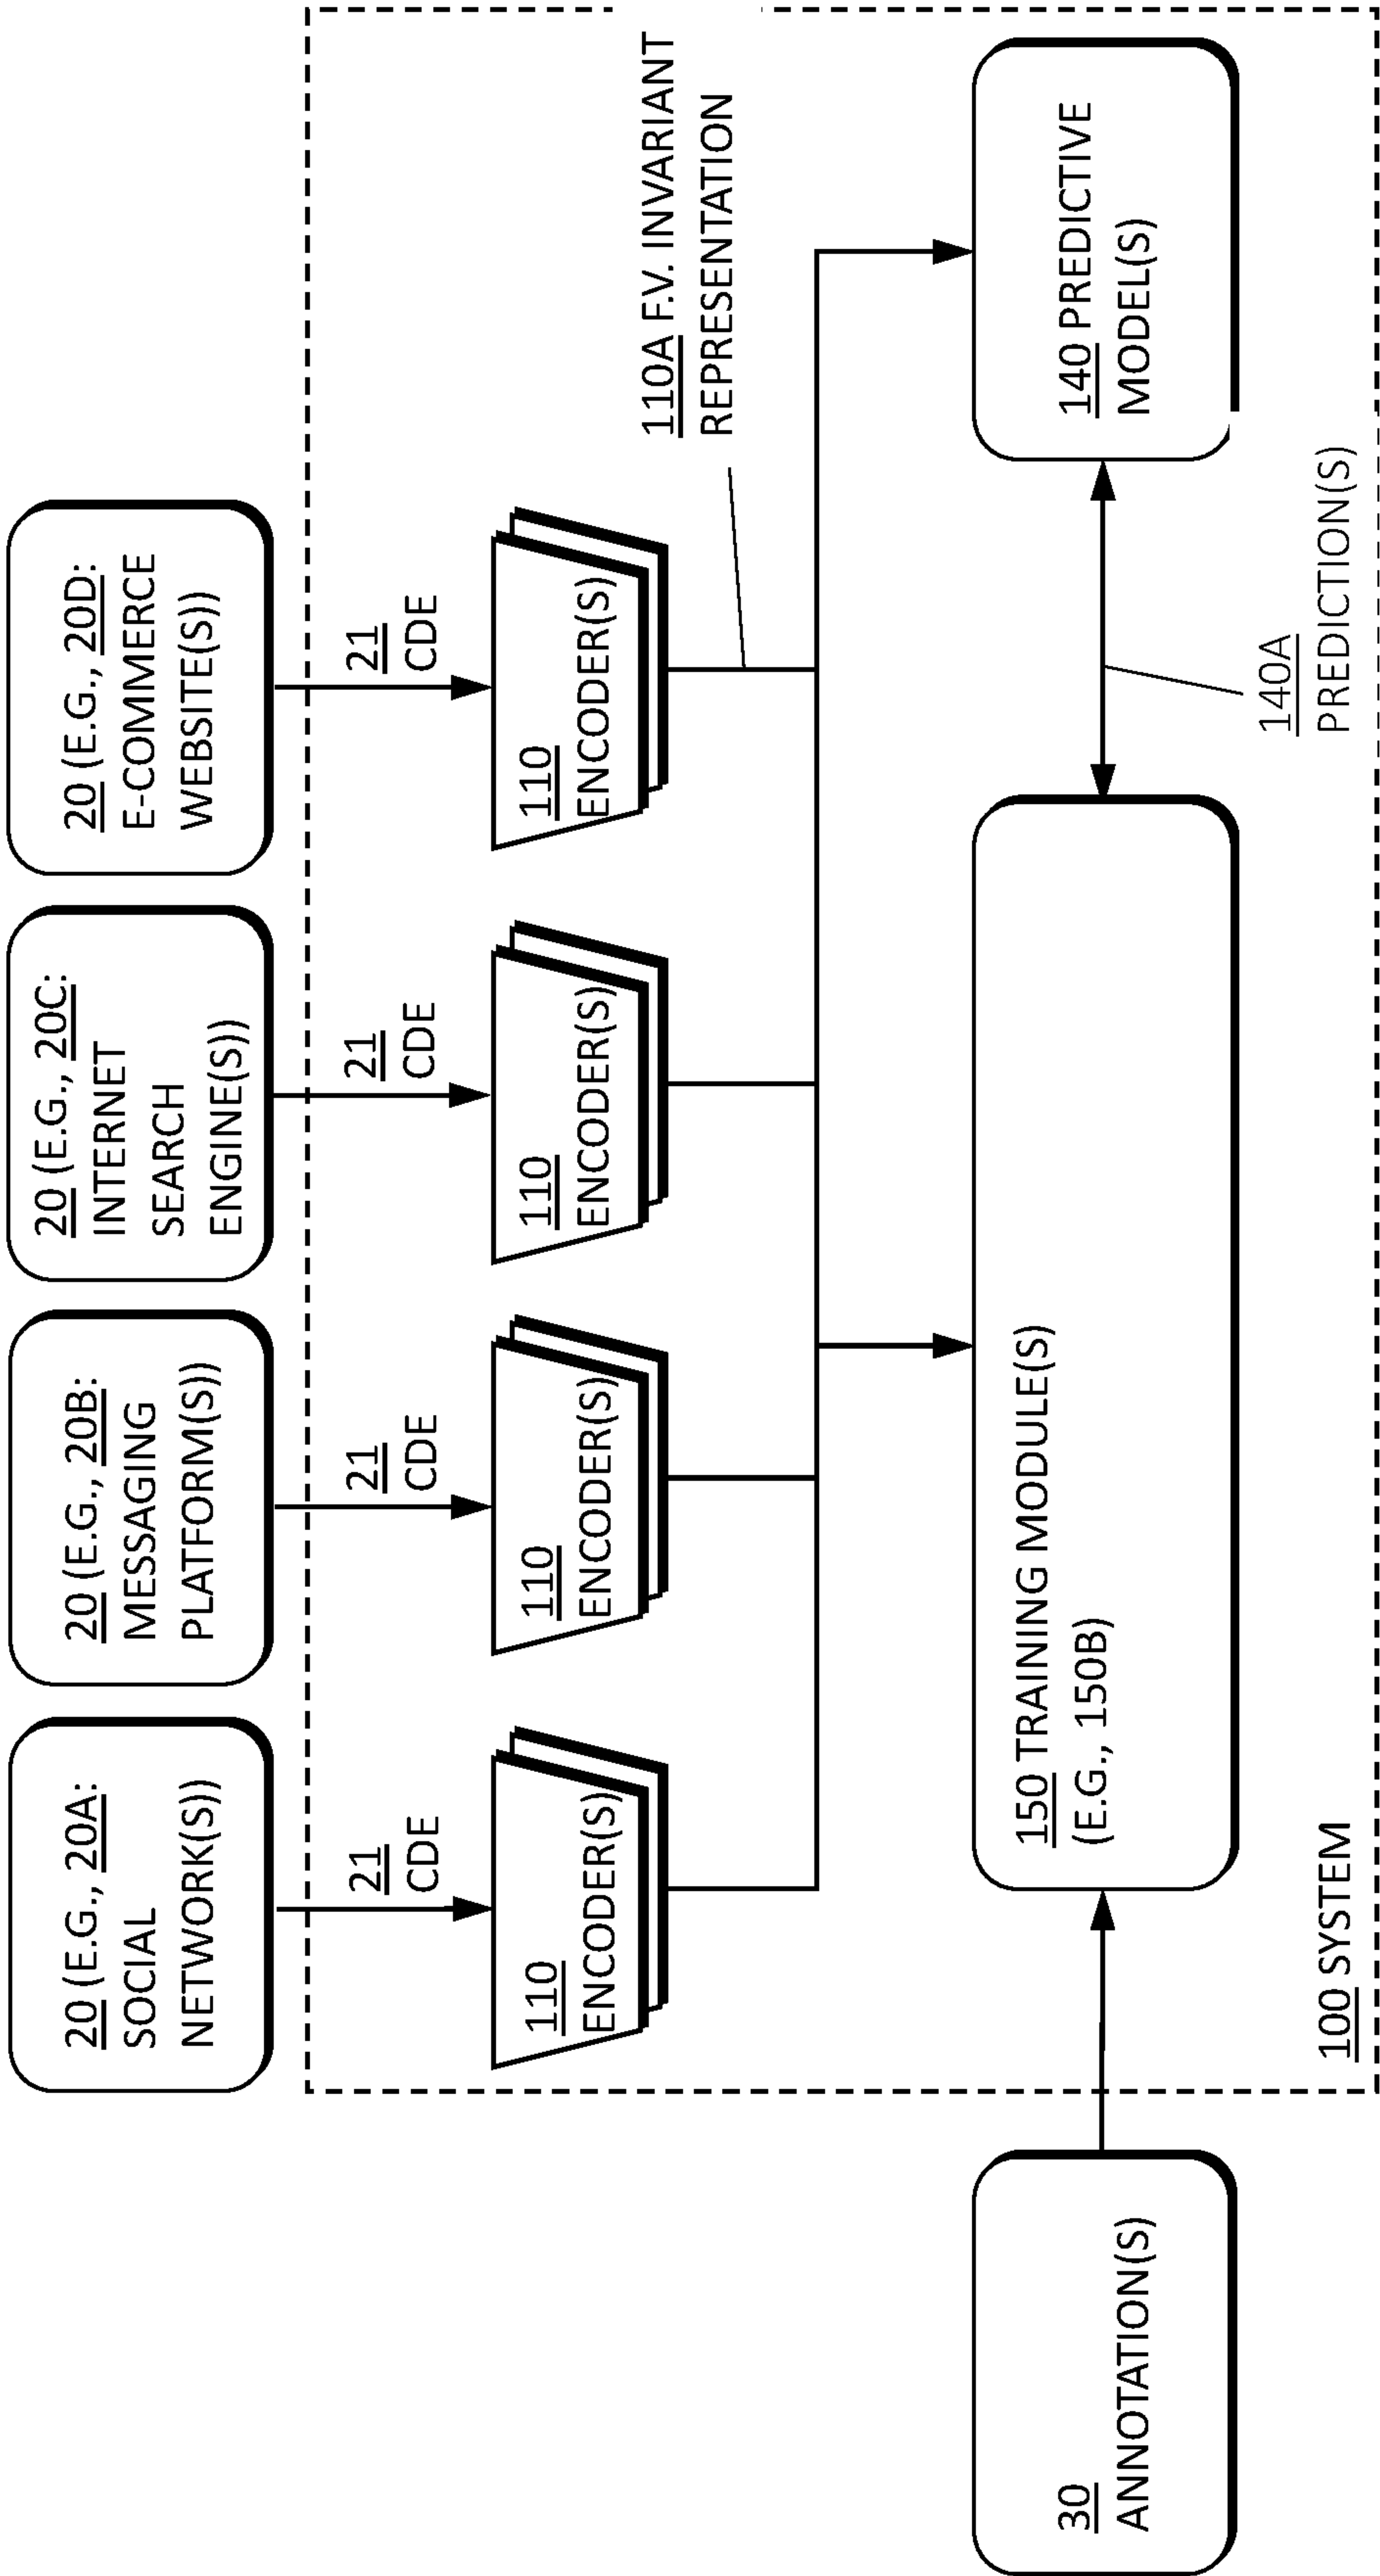 20 (E.G., 20A:
SOCIAL
NETWORK(S))
20 (E.G., 20B:
MESSAGING
PLATFORM(S))
20 (E.G., 20C:
INTERNET
SEARCH
ENGINE(S))
20 (E.G., 20D:
E-COMMERCE
WEBSITE(S))
21
CDE
21
CDE
21
CDE
21
CDE
110
ENCODER(S)
110
ENCODER(S)
110
ENCODER(S)
110
ENCODER(S)
110A F.V. INVARIANT
REPRESENTATION
30
ANNOTATION(S)
150 TRAINING MODULE(S)
(E.G., 150B)
140 PREDICTIVE
MODEL(S)
140A
PREDICTION(S)
100 SYSTEM